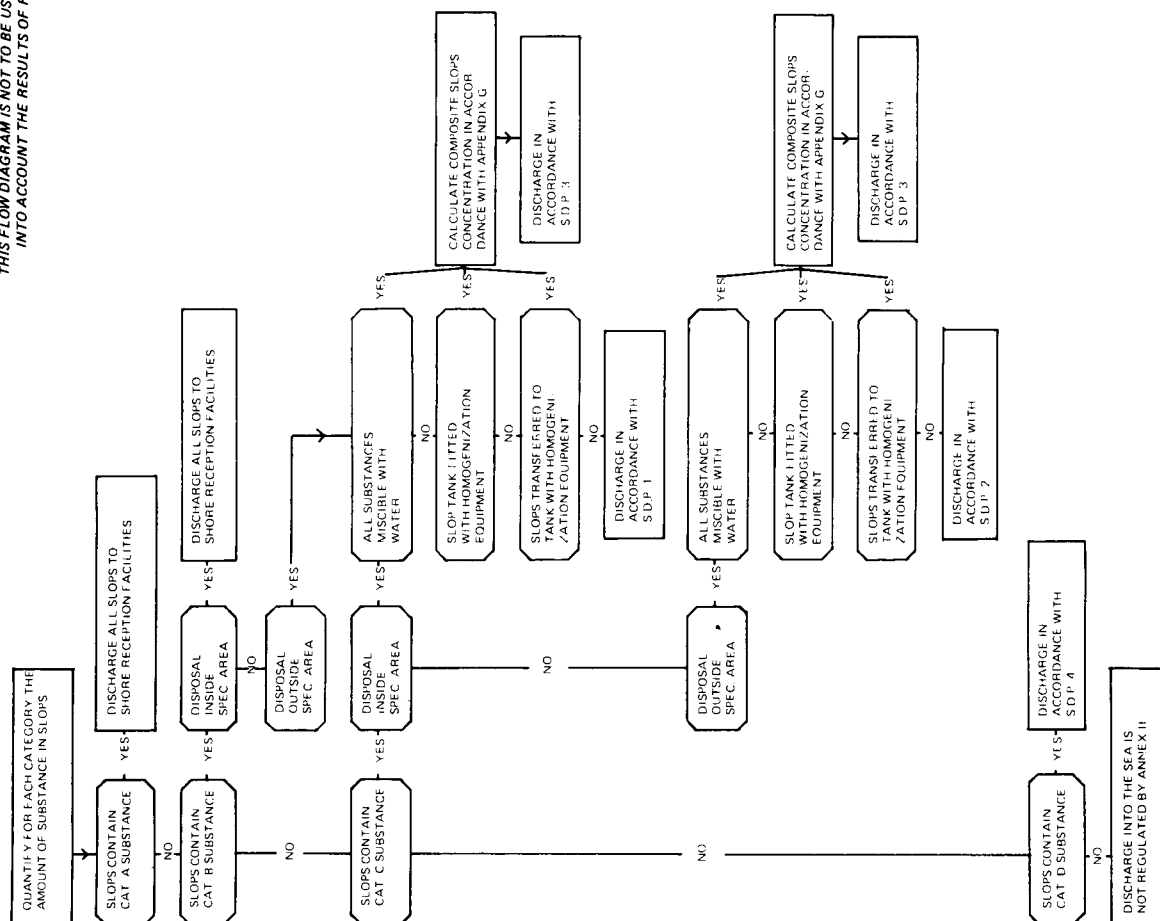 THIS FLOW DIAGRAM IS NOT TO BE US
INTO ACCOUNT THE RESULTS OF
QUANTIFY FOR EACH CATEGORY THE
AMOUNT OF SUBSTANCE IN SLOPS
SLOPS CONTAIN
CAT A SUBSTANCE
YES
DISCHARGE ALL SLOPS TO
SHORE RECEPTION FACILITIES
NO
SLOPS CONTAIN
CAT B SUBSTANCE
YES
DISPOSAL
INSIDE
SPEC. AREA
YES
DISCHARGE ALL SLOPS TO
SHORE RECEPTION FACILITIES
NO
DISPOSAL
OUTSIDE
SPEC. AREA
YES
NO
SLOPS CONTAIN
CAT C SUBSTANCE
YES
DISPOSAL
INSIDE
SPEC. AREA
YES
ALL SUBSTANCES
MISCIBLE WITH
WATER
YES
NO
SLOP TANK FITTED
WITH HOMOGENIZATION
EQUIPMENT
YES
NO
SLOPS TRANSFERRED TO
TANK WITH HOMOGENI-
ZATION EQUIPMENT
YES
NO
DISCHARGE IN
ACCORDANCE WITH
S D P 1
CALCULATE COMPOSITE SLOPS
CONCENTRATION IN ACCOR
DANCE WITH APPENDIX G
DISCHARGE IN
ACCORDANCE WITH
S D P 3
NO
DISPOSAL
OUTSIDE
SPEC. AREA
YES
ALL SUBSTANCES
MISCIBLE WITH
WATER
YES
NO
SLOP TANK FITTED
WITH HOMOGENIZATION
EQUIPMENT
YES
NO
SLOPS TRANSFERRED TO
TANK WITH HOMOGENI
ZATION EQUIPMENT
YES
NO
DISCHARGE IN
ACCORDANCE WITH
S D P 2
CALCULATE COMPOSITE SLOPS
CONCENTRATION IN ACCOR-
DANCE WITH APPENDIX G
DISCHARGE IN
ACCORDANCE WITH
S D P 3
NO
SLOPS CONTAIN
CAT D SUBSTANCE
YES
DISCHARGE IN
ACCORDANCE WITH
S D P 4
NO
DISCHARGE INTO THE SEA IS
NOT REGULATED BY ANNEX II